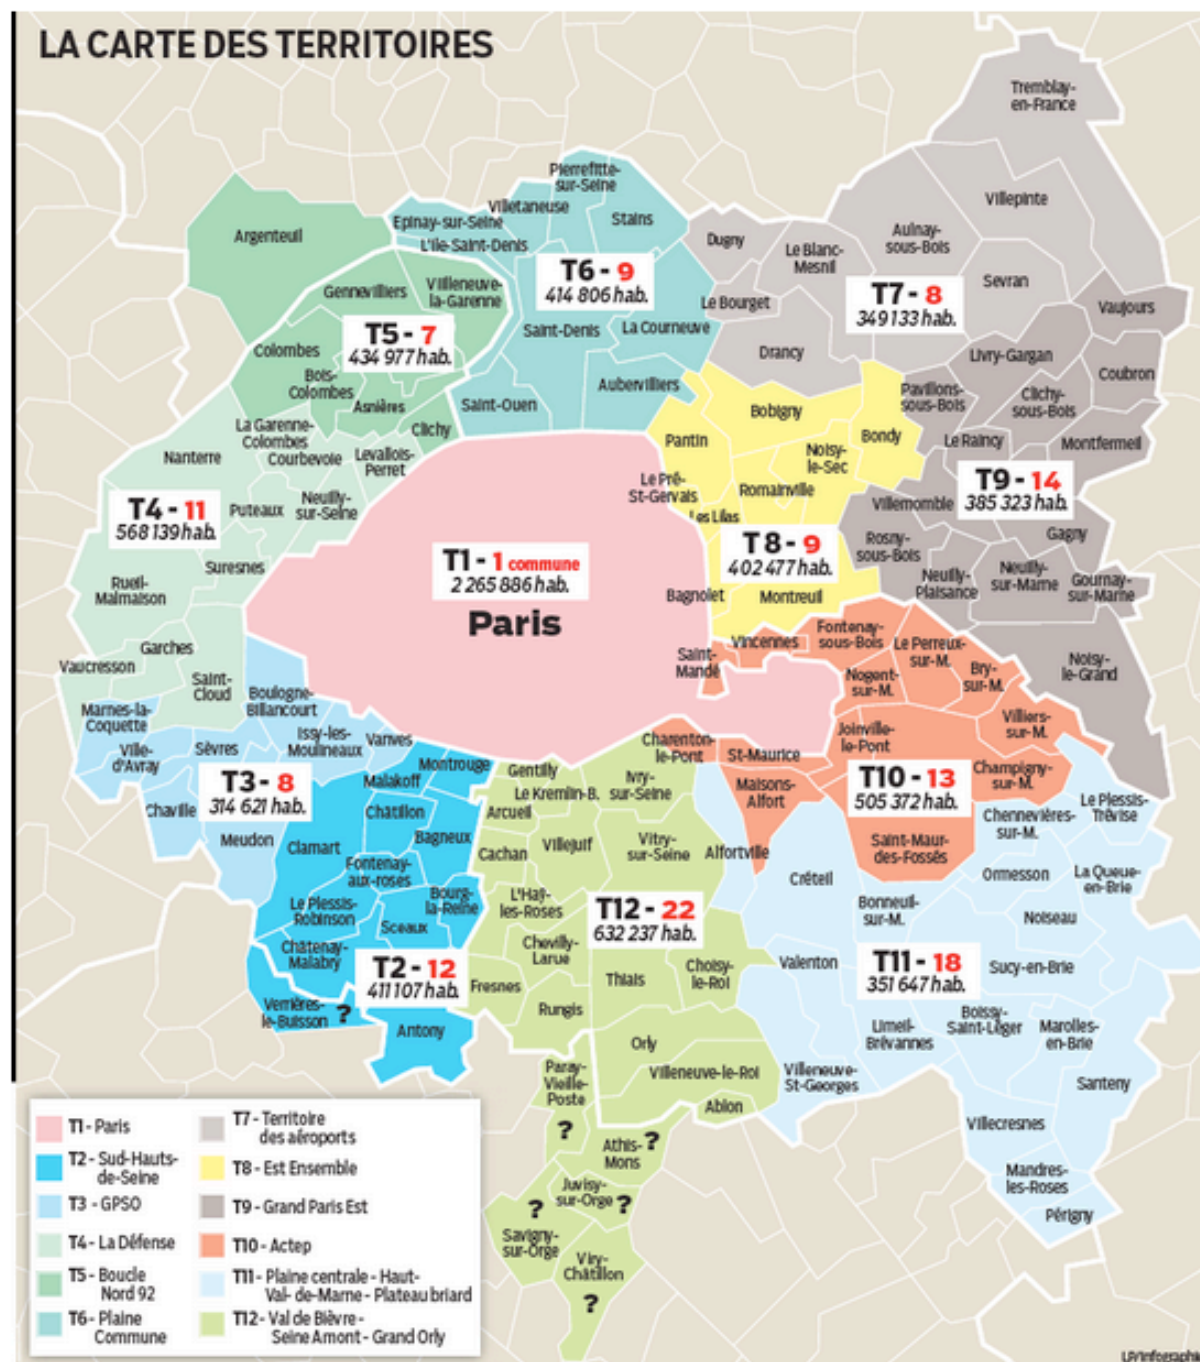 LA CARTE DES TERRITOIRES
Tremblay-
en-France
Pierrefitte-
sur-Seine
Villetaneuse
Epinay-sur-Seine
Stains
L'île-Saint-Denis
Argenteuil
Villepinte
Dugny
Aulnay-
sous-Bois
Le Blanc-
Mesnil
T6 - 9
414 806 hab.
Sevran
Gennevilliers
Villeneuve-
la-Garenne
T7 - 8
349 133 hab.
Le Bourget
Vaujours
T5 - 7
434 977 hab.
Saint-Denis
La Courneuve
Colombes
Drancy
Livry-Gargan
Coubron
Bois-
Colombes
Aubervilliers
Asnières
Saint-Ouen
Pavillons-
sous-Bois
Clichy-
sous-Bois
Bobigny
La Garenne-
Colombes
Clichy
Courbevoie
Pantin
Bondy
Le Raincy
Montfermeil
Nanterre
Levallois-
Perret
Noisy-
le-Sec
T4 - 11
568 139 hab.
Puteaux
Neuilly-
sur-Seine
Le Pré-
St-Gervais
Romainville
T9 - 14
385 323 hab.
Les Lilas
Villemomble
Gagny
T1 - 1 commune
2 265 886 hab.
Paris
T 8 - 9
402 477 hab.
Rosny-
sous-Bois
Suresnes
Rueil-
Malmaison
Bagnolet
Montreuil
Neuilly-
Plaisance
Neuilly-
sur-Marne
Gournay-
sur-Marne
Garches
Vaucresson
Saint-
Cloud
Vincennes
Fontenay-
sous-Bois
Le Perreux-
sur-M.
Saint-
Mandé
Nogent-
sur-M.
Bry-
sur-M.
Noisy-
le-Grand
Marnes-la-
Coquette
Boulogne-
Billancourt
Ville-
d'Avray
Sèvres
Issy-les-
Moulineaux
Vanves
Charenton-
le-Pont
St-Maurice
Joinville-
le-Pont
Villiers-
sur-M.
T3 - 8
314 621 hab.
Malakoff
Montrouge
Gentilly
Le Kremlin-B.
Ivry-
sur-Seine
Maisons-
Alfort
T10 - 13
505 372 hab.
Champigny-
sur-M.
Chaville
Meudon
Châtillon
Arcueil
Chennevières-
sur-M.
Le Plessis-
Trévise
Clamart
Bagneux
Cachan
Villejuif
Vitry-
sur-Seine
Alfortville
Saint-Maur-
des-Fossés
Fontenay-
aux-roses
Créteil
Ormesson
La Queue-
en-Brie
Le Plessis-
Robinson
Bourg-
la-Reine
L'Haÿ-
les-Roses
T12 - 22
632 237 hab.
Bonneuil-
sur-M.
Noiseau
Sceaux
Châtenay-
Malabry
T2 - 12
411 107 hab.
Chevilly-
Larue
Valenton
T11 - 18
351 647 hab.
Sucy-en-Brie
Fresnes
Thiais
Choisy-
le-Roi
Verrières-
le-Buisson ?
Antony
Rungis
Orly
Limeil-
Brévannes
Boissy-
Saint-Léger
Marolles-
en-Brie
Paray-
Vieille-
Poste
?
Villeneuve-le-Roi
Villeneuve-
St-Georges
Santeny
Ablon
Villecresnes
Athis-
Mons
?
Juvisy-
sur-Orge
?
Mandres-
les-Roses
Périgny
?
Savigny-
sur-Orge
Viry-
Châtillon
?
T1 - Paris
T2 - Sud-Hauts-
de-Seine
T3 - GPSO
T4 - La Défense
T5 - Boucle
Nord 92
T6 - Plaine
Commune
T7 - Territoire
des aéroports
T8 - Est Ensemble
T9 - Grand Paris Est
T10 - Actep
T11 - Plaine centrale - Haut-
Val- de-Marne - Plateau briard
T12 - Val de Bièvre -
Seine Amont - Grand Orly